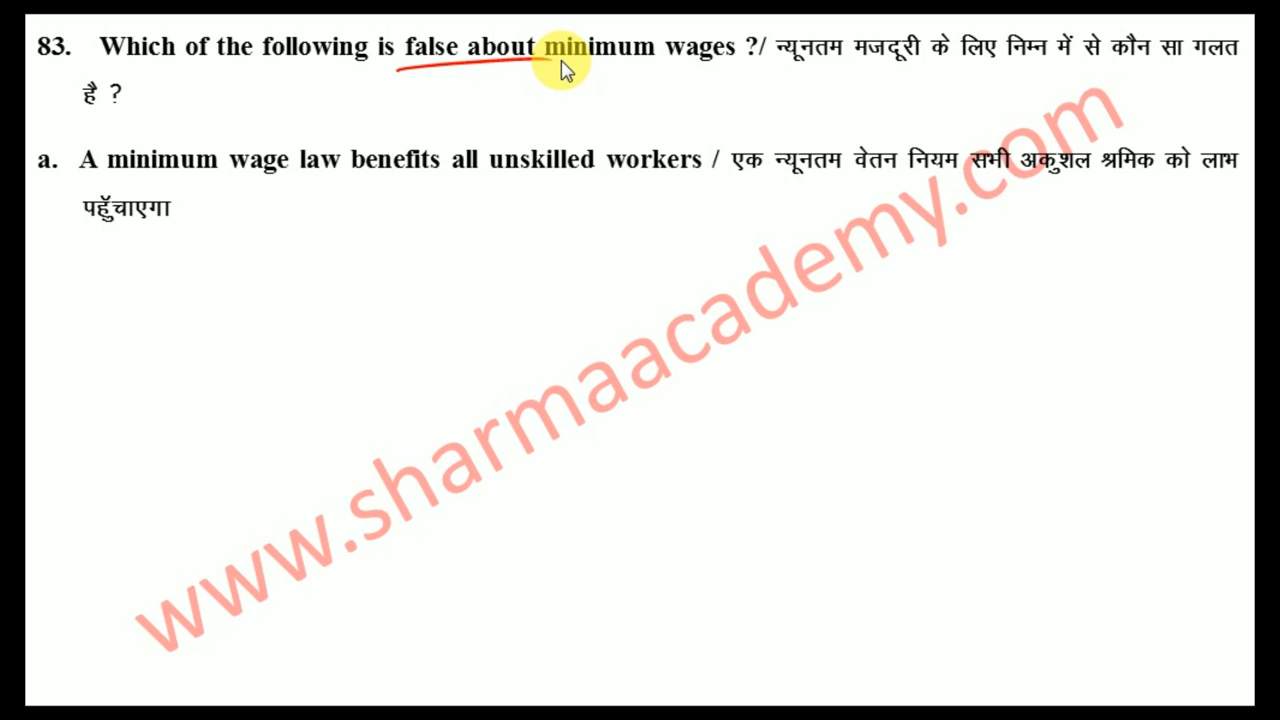 83. Which of the following is false about minimum wages ?/ न्यूनतम मजदूरी के लिए निम्न में से कौन सा गलत
है ?
a. A minimum wage law benefits all unskilled workers / एक न्यूनतम वेतन नियम सभी अकुशल श्रमिक को लाभ
पहुँचाएगा
www.sharmaacademy.com